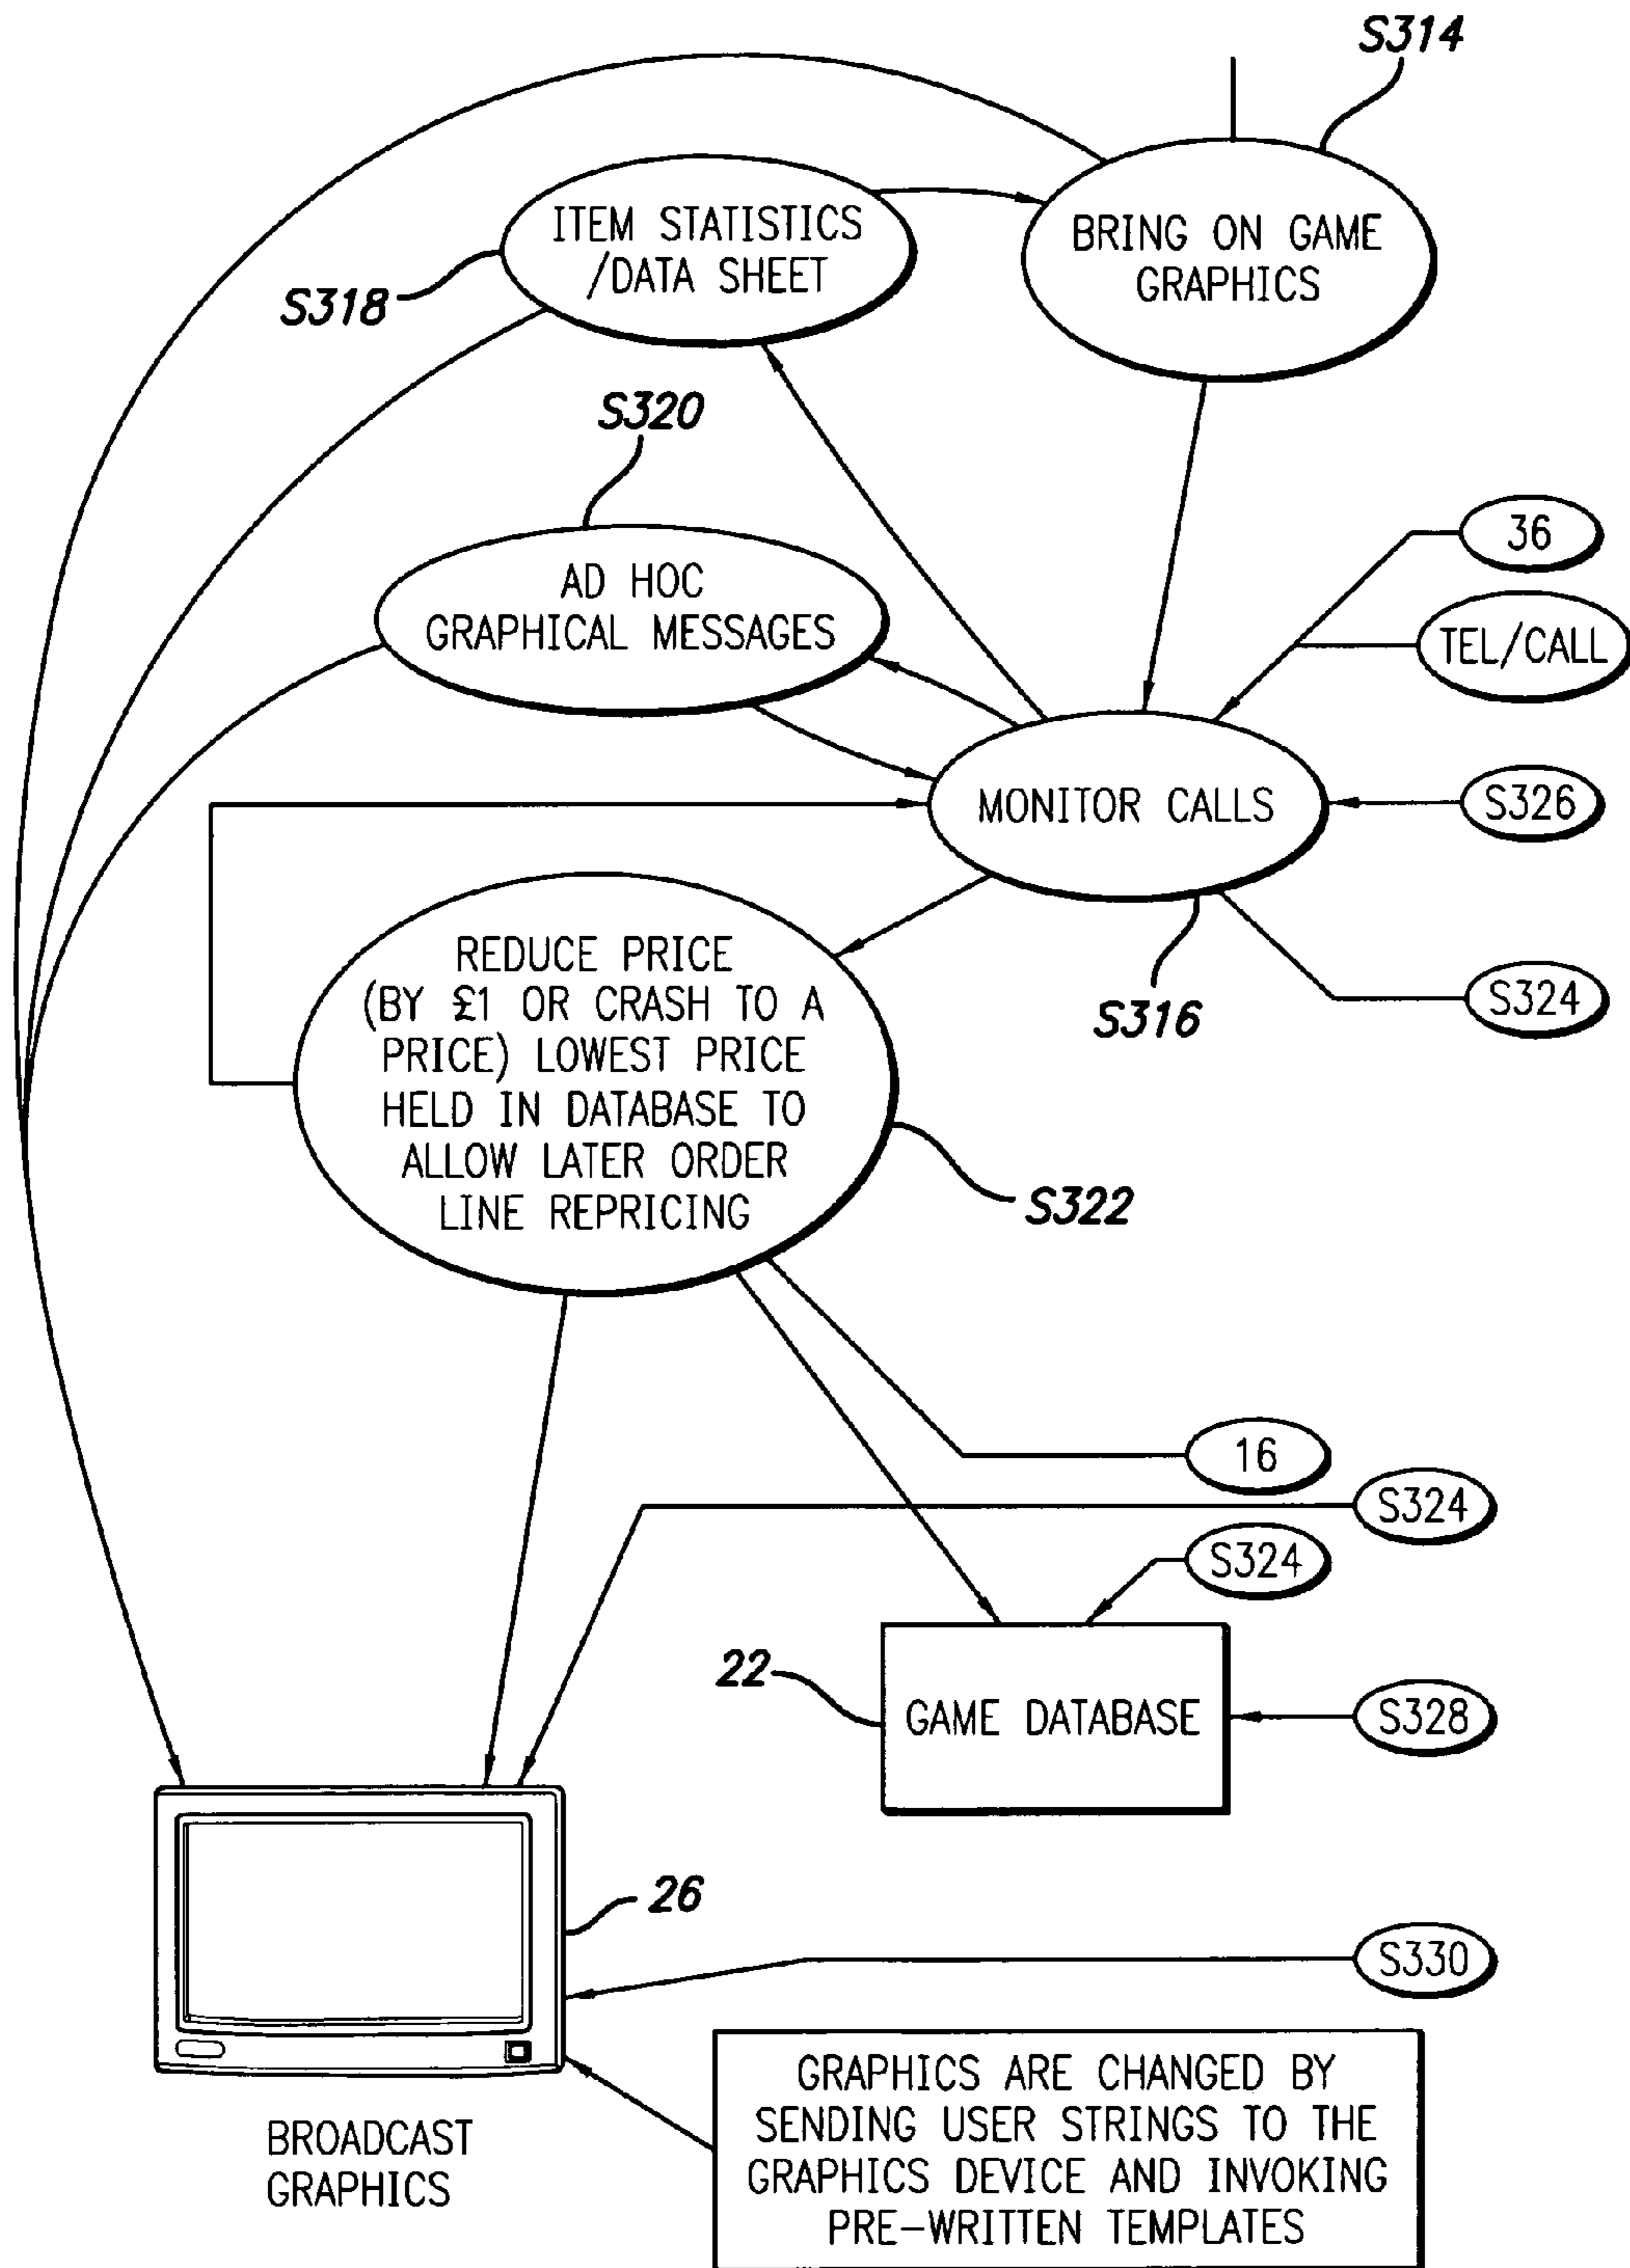 S314
ITEM STATISTICS
/DATA SHEET
BRING ON GAME
GRAPHICS
S318
S320
AD HOC
GRAPHICAL MESSAGES
36
TEL/CALL
MONITOR CALLS
S326
S316
S324
REDUCE PRICE
(BY £1 OR CRASH TO A
PRICE) LOWEST PRICE
HELD IN DATABASE TO
ALLOW LATER ORDER
LINE REPRICING
S322
16
S324
S324
22
GAME DATABASE
S328
26
S330
BROADCAST
GRAPHICS
GRAPHICS ARE CHANGED BY
SENDING USER STRINGS TO THE
GRAPHICS DEVICE AND INVOKING
PRE-WRITTEN TEMPLATES